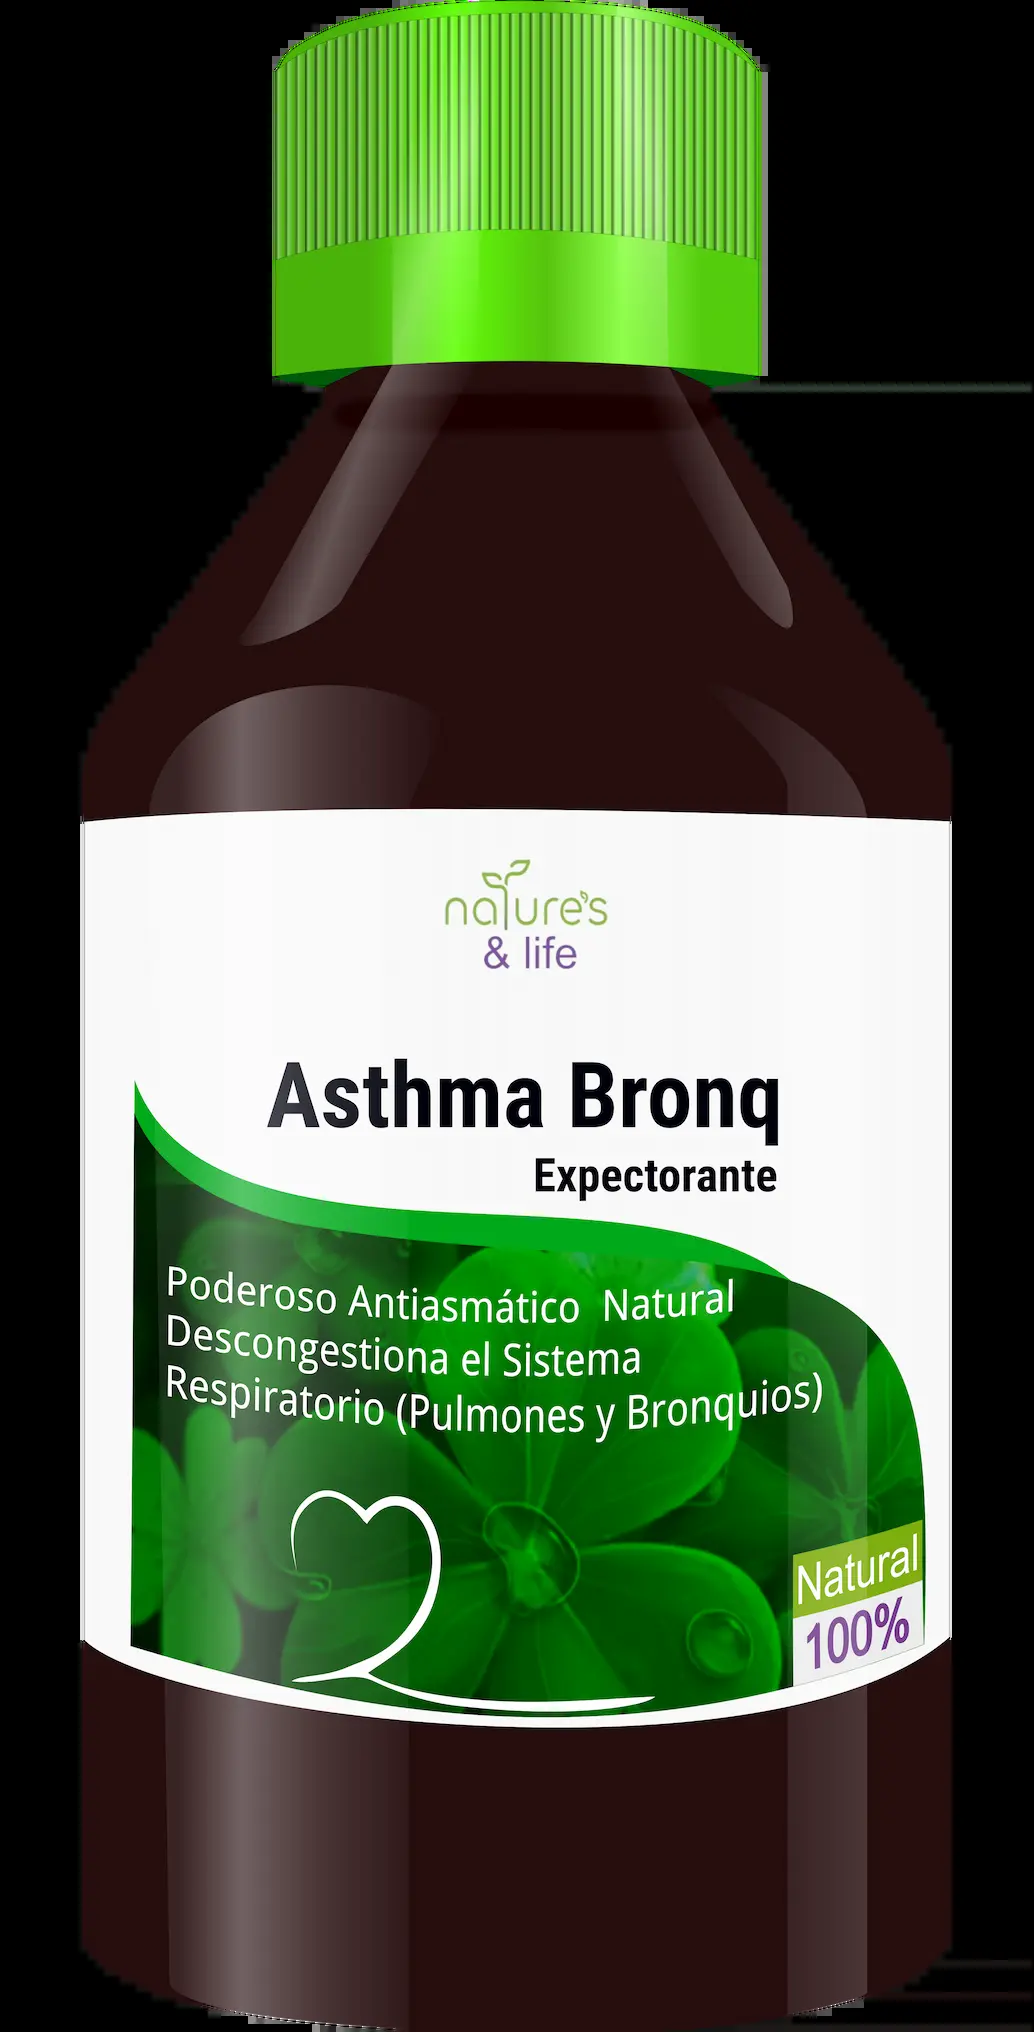 nature's
& life
Asthma Bronq
Expectorante
Poderoso Antiasmático Natural
Descongestiona el Sistema
Respiratorio (Pulmones y Bronquios)
Natural
100%